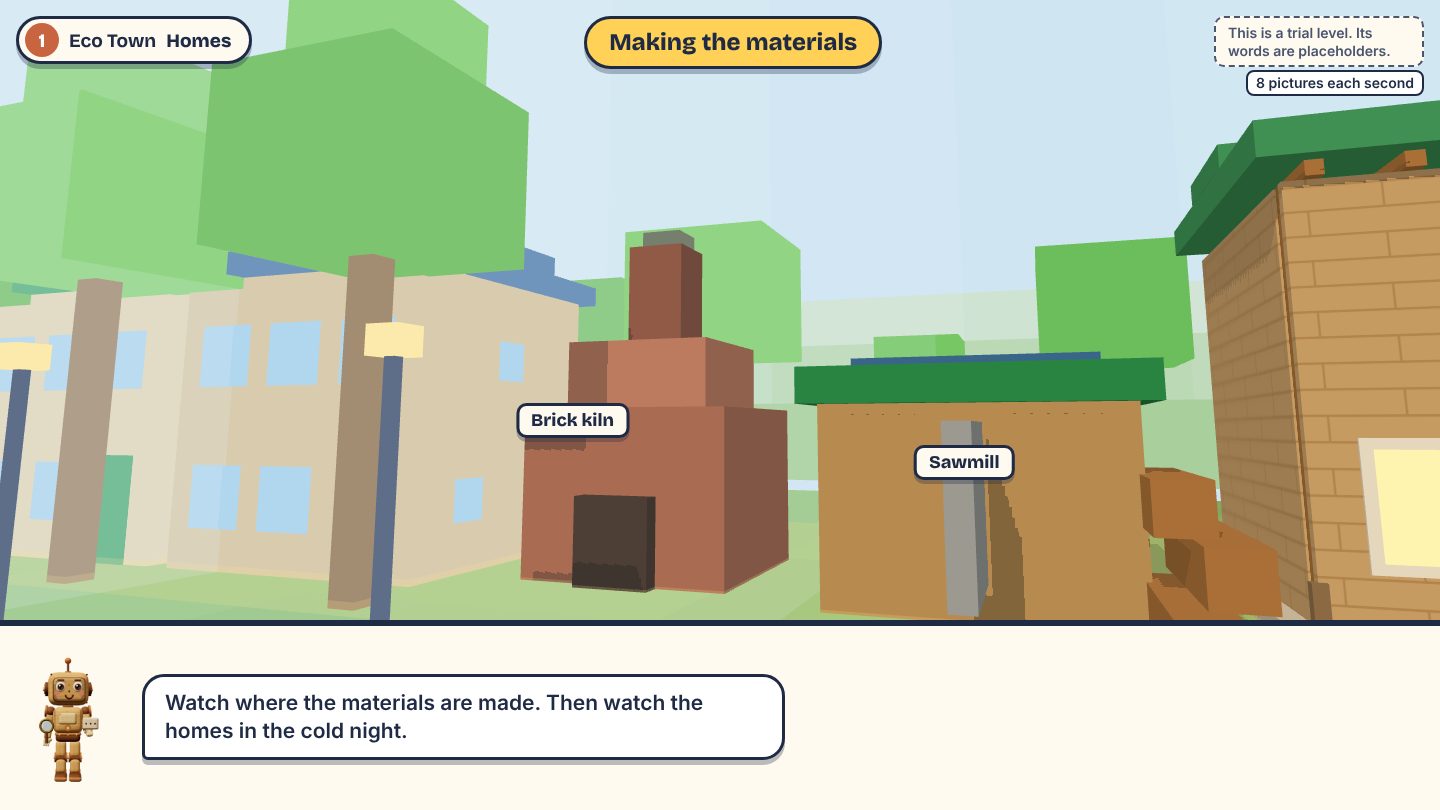 1 Eco Town Homes
Making the materials
This is a trial level. Its
words are placeholders.
8 pictures each second
Brick kiln
Sawmill
Watch where the materials are made. Then watch the
homes in the cold night.